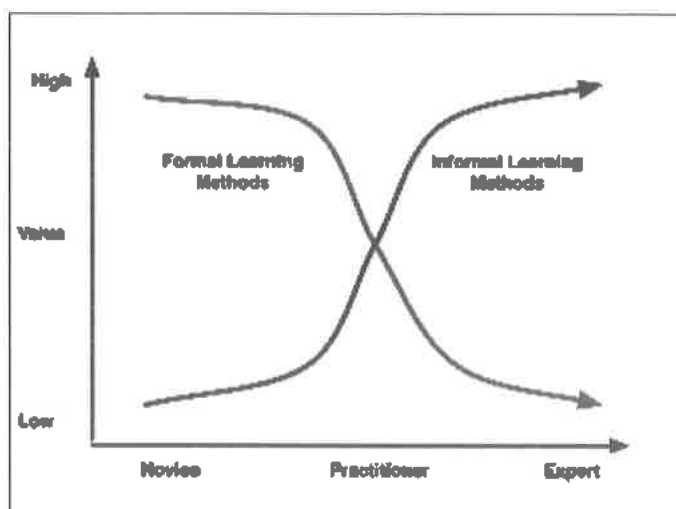 High
Formal Learning
Methods
Informal Learning
Methods
Value
Low
Novice
Practitioner
Expert